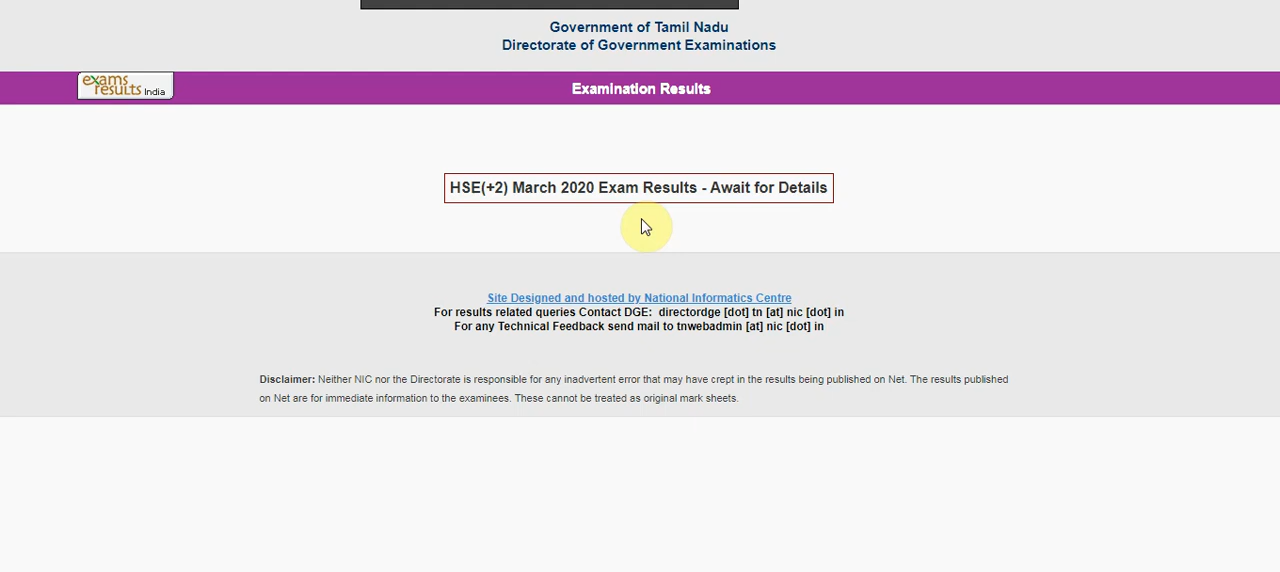 Government of Tamil Nadu
Directorate of Government Examinations
exams
results India
Examination Results
HSE(+2) March 2020 Exam Results - Await for Details
Site Designed and hosted by National Informatics Centre
For results related queries Contact DGE: directordge [dot] tn [at] nic [dot] in
For any Technical Feedback send mail to tnwebadmin [at] nic [dot] in
Disclaimer: Neither NIC nor the Directorate is responsible for any inadvertent error that may have crept in the results being published on Net. The results published
on Net are for immediate information to the examinees. These cannot be treated as original mark sheets.